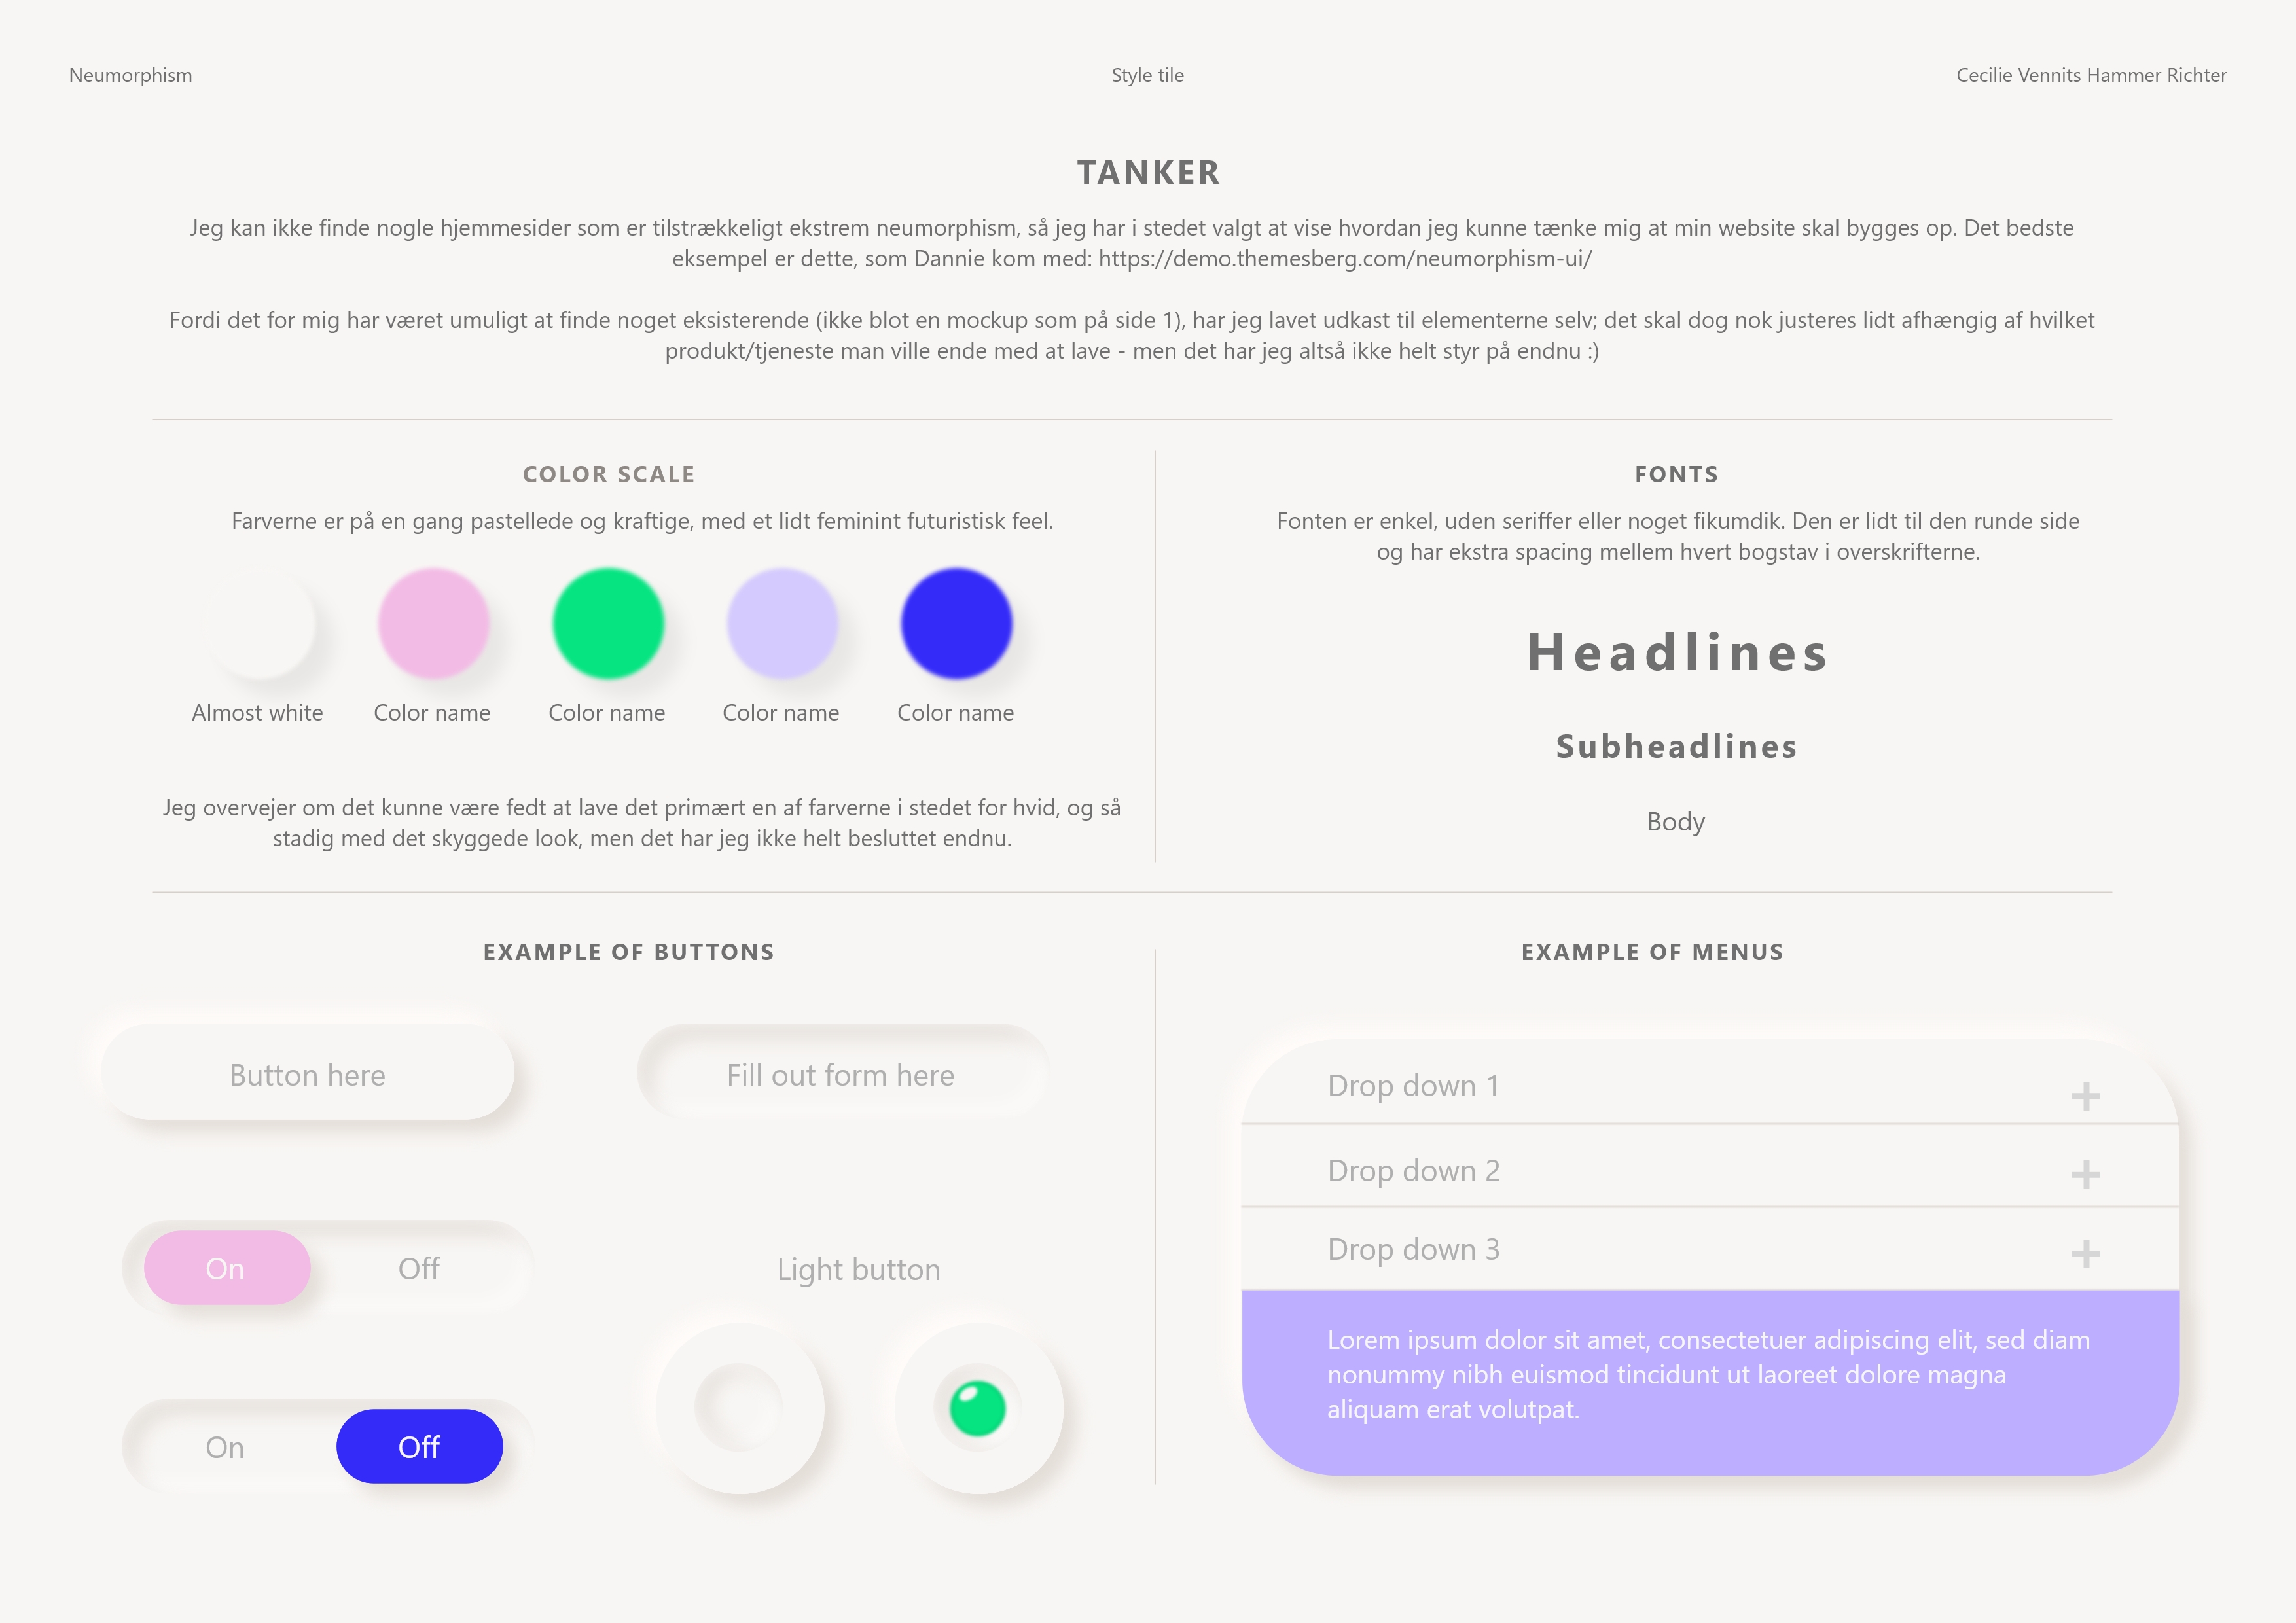 Neumorphism
Style tile
Cecilie Vennits Hammer Richter
TANKER
Jeg kan ikke finde nogle hjemmesider som er tilstrækkeligt ekstrem neumorphism, så jeg har i stedet valgt at vise hvordan jeg kunne tænke mig at min website skal bygges op. Det bedste
eksempel er dette, som Dannie kom med: https://demo.themesberg.com/neumorphism-ui/
Fordi det for mig har været umuligt at finde noget eksisterende (ikke blot en mockup som på side 1), har jeg lavet udkast til elementerne selv; det skal dog nok justeres lidt afhængig af hvilket
produkt/tjeneste man ville ende med at lave - men det har jeg altså ikke helt styr på endnu :)
COLOR SCALE
Farverne er på en gang pastellede og kraftige, med et lidt feminint futuristisk feel.
Almost white
Color name
Color name
Color name
Color name
Jeg overvejer om det kunne være fedt at lave det primært en af farverne i stedet for hvid, og så
stadig med det skyggede look, men det har jeg ikke helt besluttet endnu.
FONTS
Fonten er enkel, uden seriffer eller noget fikumdik. Den er lidt til den runde side
og har ekstra spacing mellem hvert bogstav i overskrifterne.
Headlines
Subheadlines
Body
EXAMPLE OF BUTTONS
Button here
Fill out form here
On
Off
Light button
On
Off
EXAMPLE OF MENUS
Drop down 1
+
Drop down 2
+
Drop down 3
+
Lorem ipsum dolor sit amet, consectetuer adipiscing elit, sed diam
nonummy nibh euismod tincidunt ut laoreet dolore magna
aliquam erat volutpat.